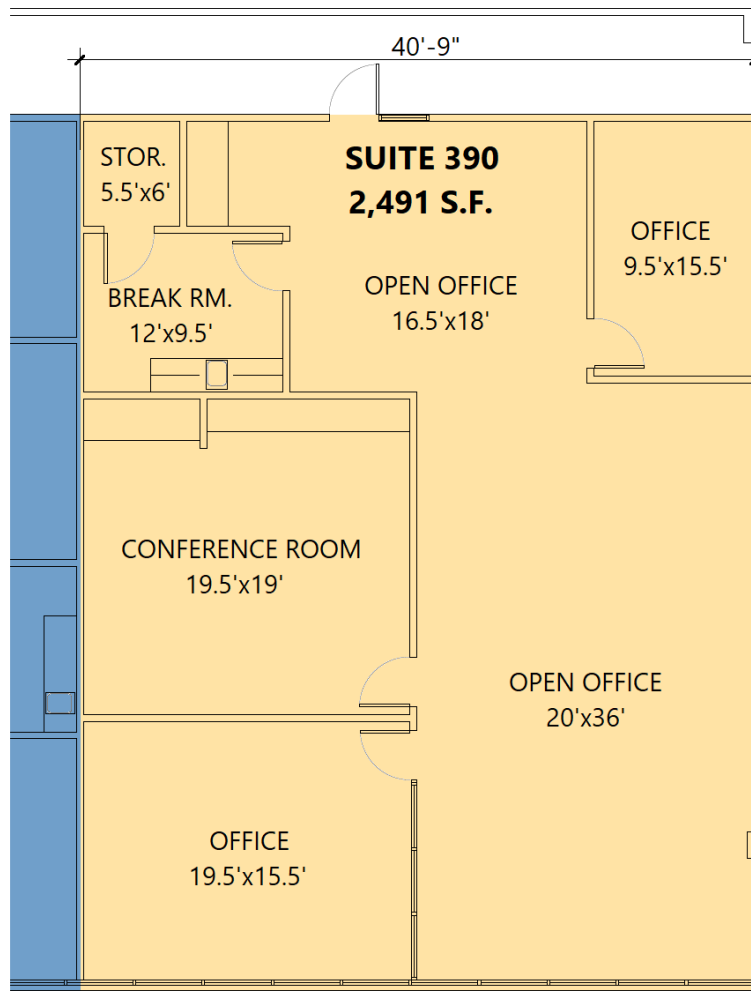 40'-9"
SUITE 390
2,491 S.F.
STOR.
5.5'x6'
OFFICE
9.5'x15.5'
OPEN OFFICE
16.5'x18'
BREAK RM.
12'x9.5'
CONFERENCE ROOM
19.5'x19'
OPEN OFFICE
20'x36'
OFFICE
19.5'x15.5'